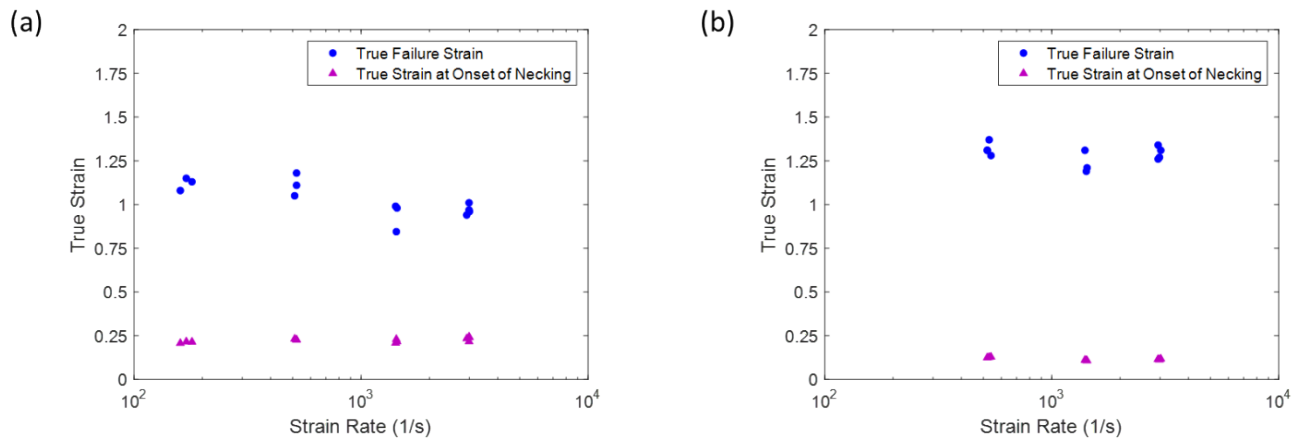 (a)
True Failure Strain
True Strain at Onset of Necking
2
1.75
1.5
1.25
1
0.75
0.5
0.25
0
True Strain
10^2
10^3
10^4
Strain Rate (1/s)
(b)
True Failure Strain
True Strain at Onset of Necking
2
1.75
1.5
1.25
1
0.75
0.5
0.25
0
True Strain
10^2
10^3
10^4
Strain Rate (1/s)